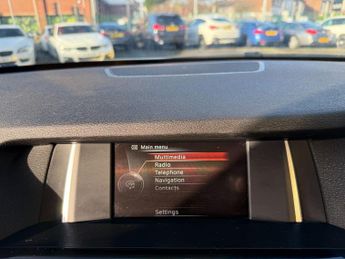 Main menu
Multimedia
Radio
Telephone
Navigation
Contacts
Settings